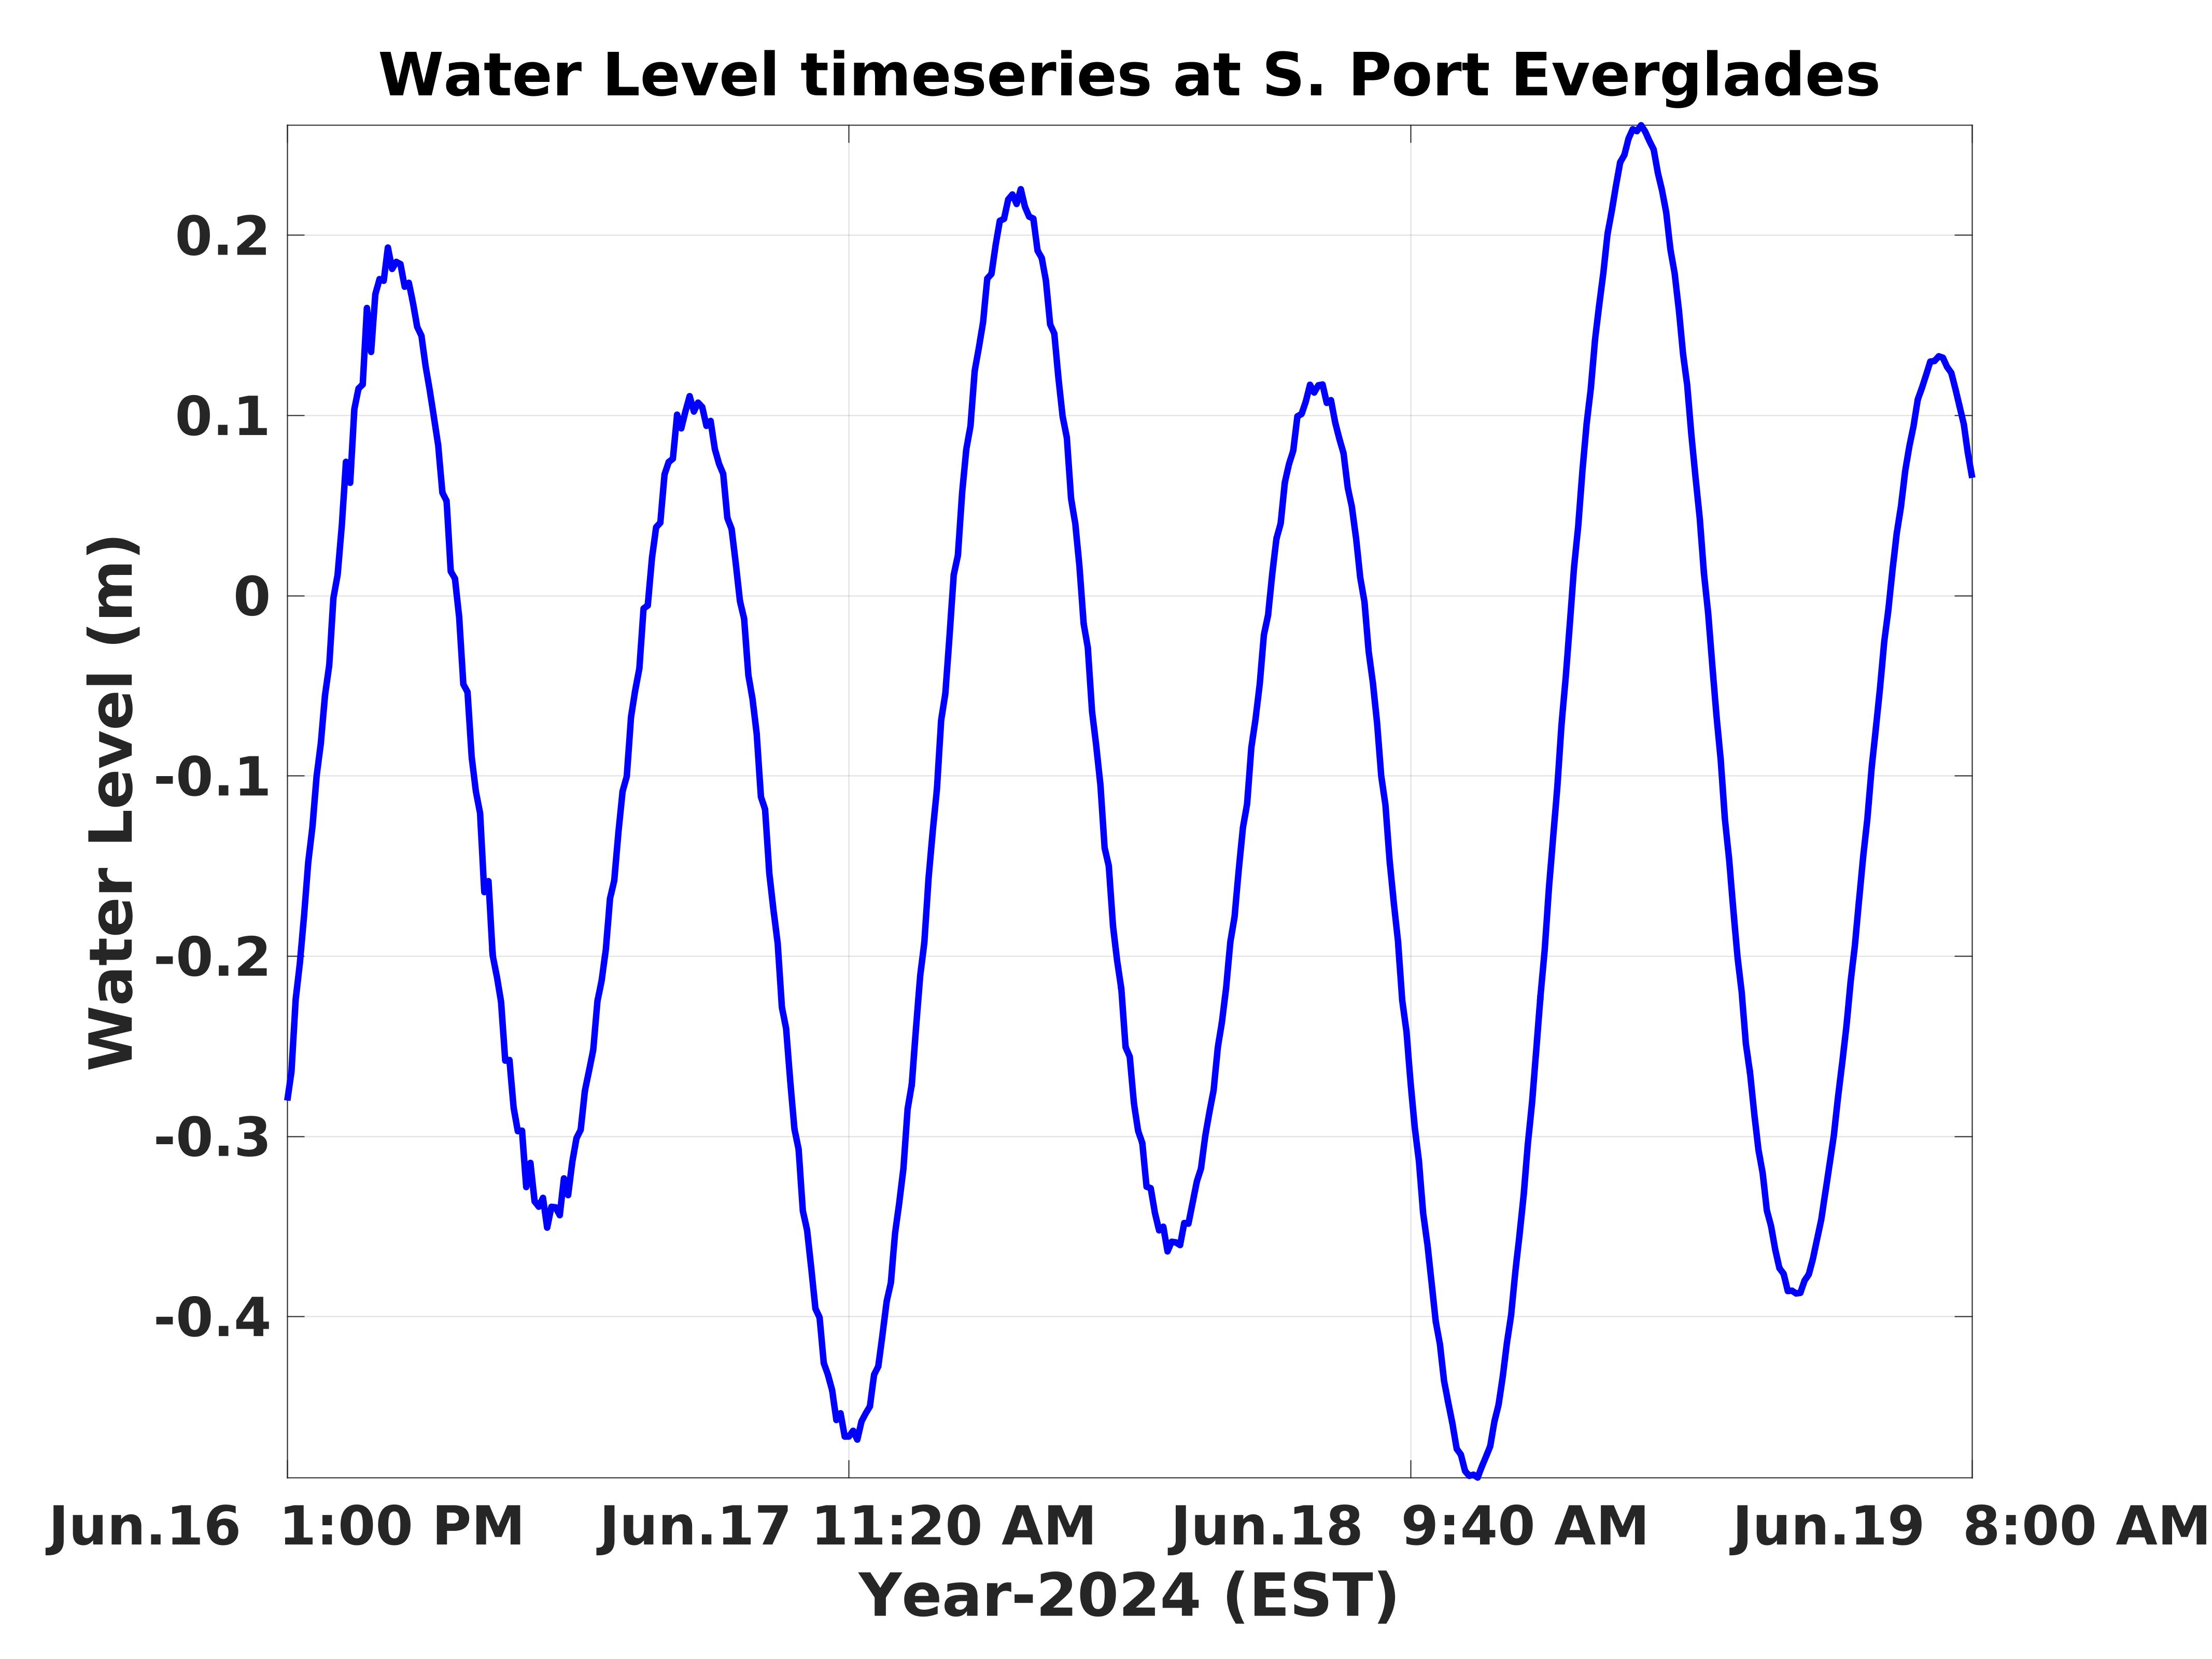 Water Level timeseries at S. Port Everglades
Water Level (m)
0.2
0.1
0
-0.1
-0.2
-0.3
-0.4
Jun.16 1:00 PM
Jun.17 11:20 AM
Jun.18 9:40 AM
Jun.19 8:00 AM
Year-2024 (EST)